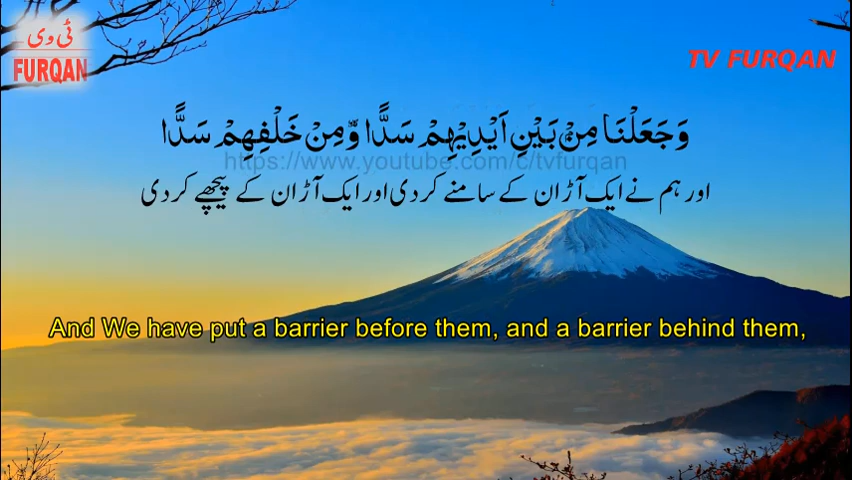 ٹی وی
FURQAN
TV FURQAN
وَجَعَلْنَا مِنْۢ بَيْنِ اَيْدِيْهِمْ سَدًّا وَّمِنْ خَلْفِهِمْ سَدًّا
https://www.youtube.com/c/tvfurqan
اور ہم نے ایک آڑ ان کے سامنے کر دی اور ایک آڑ ان کے پیچھے کر دی
And We have put a barrier before them, and a barrier behind them,